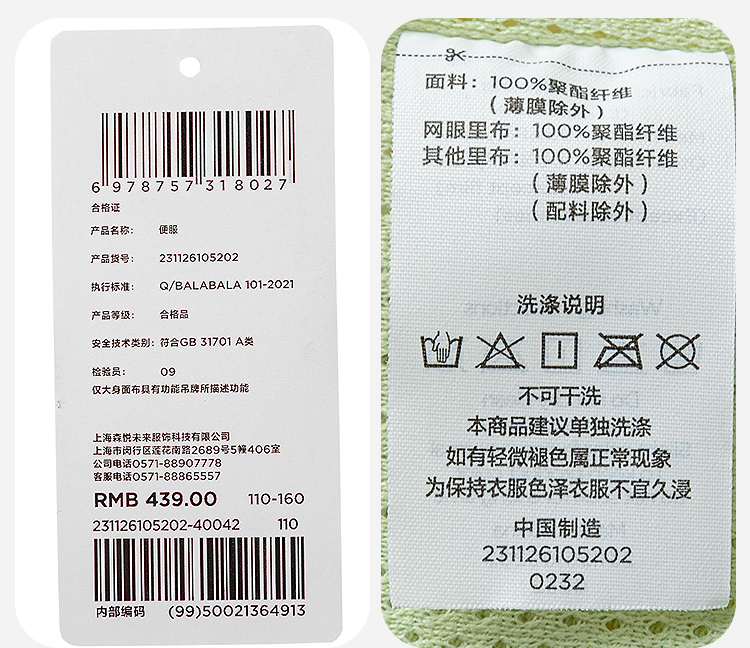 6 978757 318027
合格证
产品名称: 便服
产品货号: 231126105202
执行标准: Q/BALABALA 101-2021
产品等级: 合格品
安全技术类别: 符合GB 31701 A类
检验员: 09
仅大身面布具有功能吊牌所描述功能
上海森悦未来服饰科技有限公司
上海市闵行区莲花南路2689号5幢406室
公司电话0571-88907778
客服电话0571-88865557
RMB 439.00 110-160
231126105202-40042 110
内部编码 (99)50021364913
面料: 100%聚酯纤维
(薄膜除外)
网眼里布: 100%聚酯纤维
其他里布: 100%聚酯纤维
(薄膜除外)
(配料除外)
洗涤说明
不可干洗
本商品建议单独洗涤
如有轻微褪色属正常现象
为保持衣服色泽衣服不宜久浸
中国制造
231126105202
0232